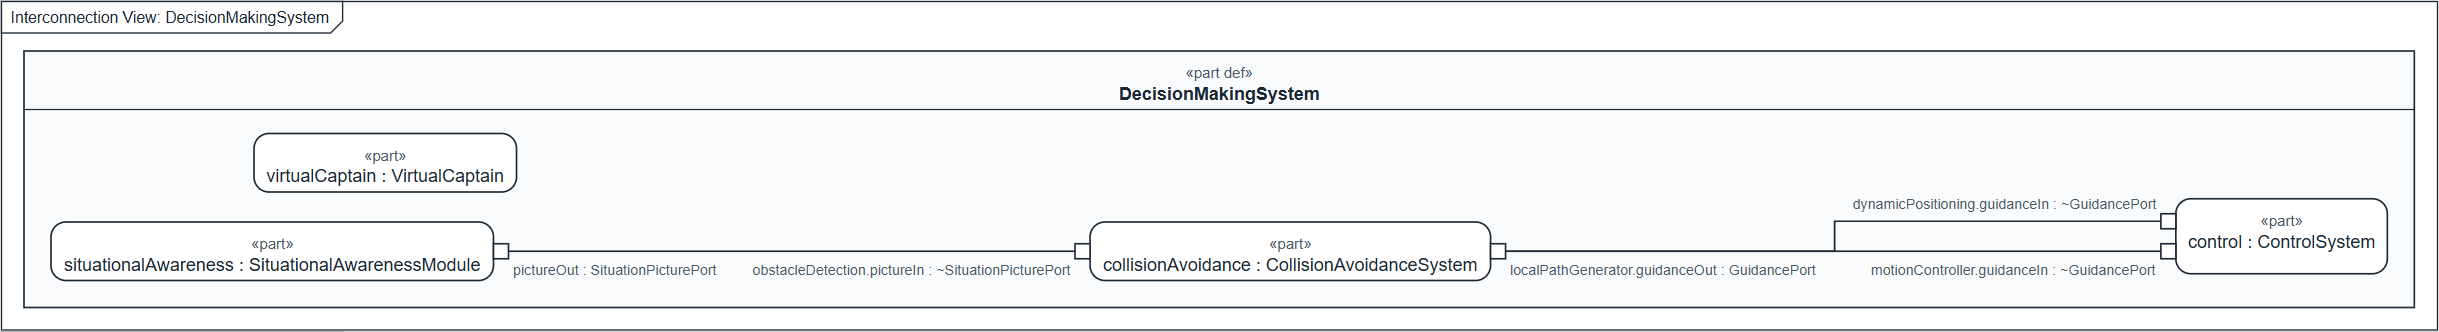 Interconnection View: DecisionMakingSystem
«part def»
DecisionMakingSystem
«part»
virtualCaptain : VirtualCaptain
«part»
situationalAwareness : SituationalAwarenessModule
pictureOut : SituationPicturePort
obstacleDetection.pictureIn : ~SituationPicturePort
«part»
collisionAvoidance : CollisionAvoidanceSystem
localPathGenerator.guidanceOut : GuidancePort
dynamicPositioning.guidanceIn : ~GuidancePort
motionController.guidanceIn : ~GuidancePort
«part»
control : ControlSystem